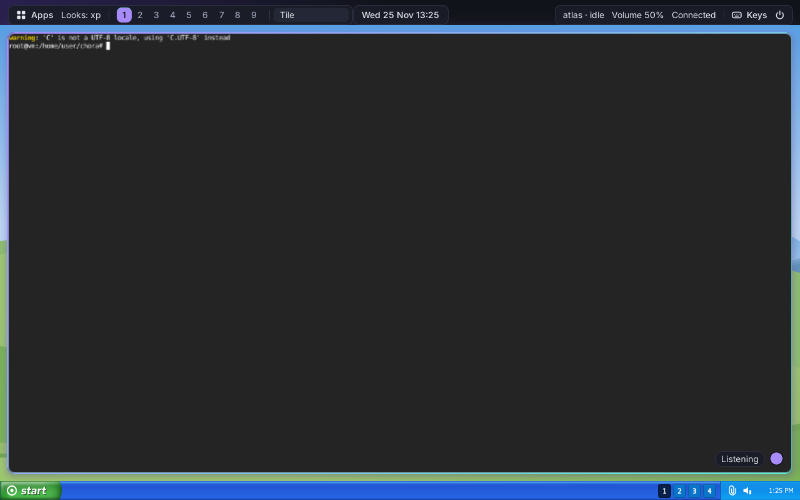 Apps Looks: xp 1 2 3 4 5 6 7 8 9 Tile Wed 25 Nov 13:25 atlas · idle Volume 50% Connected Keys
warning: 'C' is not a UTF-8 locale, using 'C.UTF-8' instead
root@vm:/home/user/chora#
Listening
start 1 2 3 4 1:25 PM